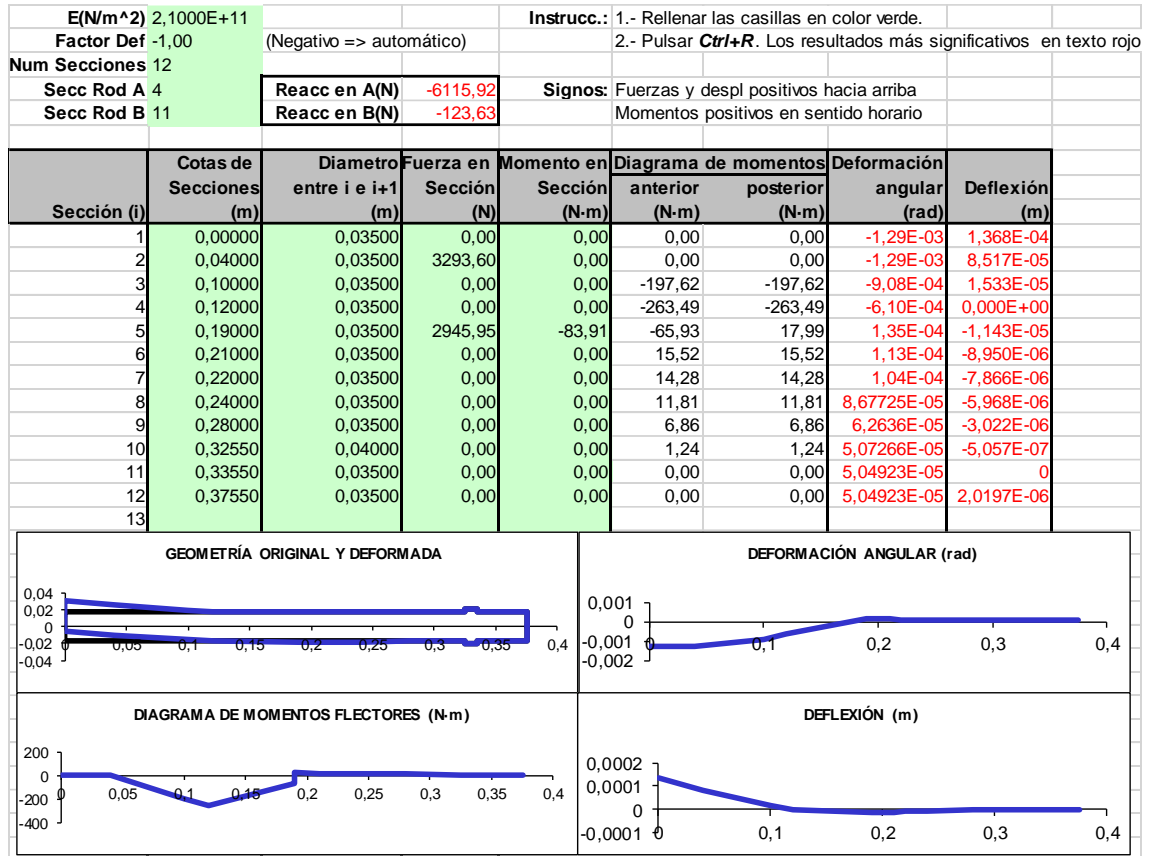 E(N/m^2) 2,1000E+11 Instrucc.: 1.- Rellenar las casillas en color verde.
Factor Def -1,00 (Negativo => automático) 2.- Pulsar Ctrl+R. Los resultados más significativos en texto rojo
Num Secciones 12
Secc Rod A 4 Reacc en A(N) -6115,92 Signos: Fuerzas y despl positivos hacia arriba
Secc Rod B 11 Reacc en B(N) -123,63 Momentos positivos en sentido horario
Cotas de Diametro Fuerza en Momento en Diagrama de momentos Deformación
Secciones entre i e i+1 Sección Sección anterior posterior angular Deflexión
Sección (i) (m) (m) (N) (N·m) (N·m) (N·m) (rad) (m)
1 0,00000 0,03500 0,00 0,00 0,00 0,00 -1,29E-03 1,368E-04
2 0,04000 0,03500 3293,60 0,00 0,00 0,00 -1,29E-03 8,517E-05
3 0,10000 0,03500 0,00 0,00 -197,62 -197,62 -9,08E-04 1,533E-05
4 0,12000 0,03500 0,00 0,00 -263,49 -263,49 -6,10E-04 0,000E+00
5 0,19000 0,03500 2945,95 -83,91 -65,93 17,99 1,35E-04 -1,143E-05
6 0,21000 0,03500 0,00 0,00 15,52 15,52 1,13E-04 -8,950E-06
7 0,22000 0,03500 0,00 0,00 14,28 14,28 1,04E-04 -7,866E-06
8 0,24000 0,03500 0,00 0,00 11,81 11,81 8,67725E-05 -5,968E-06
9 0,28000 0,03500 0,00 0,00 6,86 6,86 6,2636E-05 -3,022E-06
10 0,32550 0,04000 0,00 0,00 1,24 1,24 5,07266E-05 -5,057E-07
11 0,33550 0,03500 0,00 0,00 0,00 0,00 5,04923E-05 0
12 0,37550 0,03500 0,00 0,00 0,00 0,00 5,04923E-05 2,0197E-06
13
GEOMETRÍA ORIGINAL Y DEFORMADA
0,04
0,02
0
-0,02
-0,04
0 0,05 0,1 0,15 0,2 0,25 0,3 0,35 0,4
DEFORMACIÓN ANGULAR (rad)
0,001
0
-0,001
-0,002
0 0,1 0,2 0,3 0,4
DIAGRAMA DE MOMENTOS FLECTORES (N·m)
200
0
-200
-400
0 0,05 0,1 0,15 0,2 0,25 0,3 0,35 0,4
DEFLEXIÓN (m)
0,0002
0,0001
0
-0,0001
0 0,1 0,2 0,3 0,4